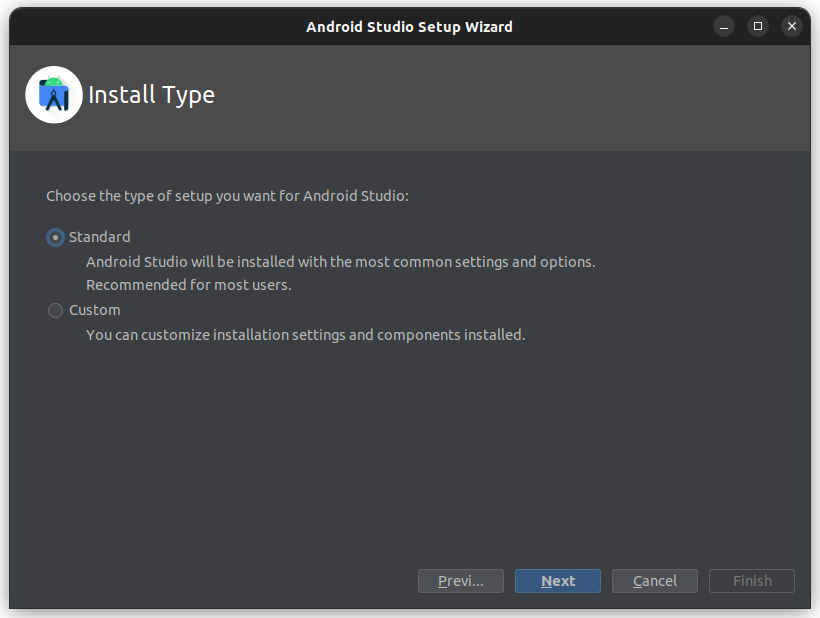 Android Studio Setup Wizard
Install Type
Choose the type of setup you want for Android Studio:
Standard
Android Studio will be installed with the most common settings and options.
Recommended for most users.
Custom
You can customize installation settings and components installed.
Previ... Next Cancel Finish